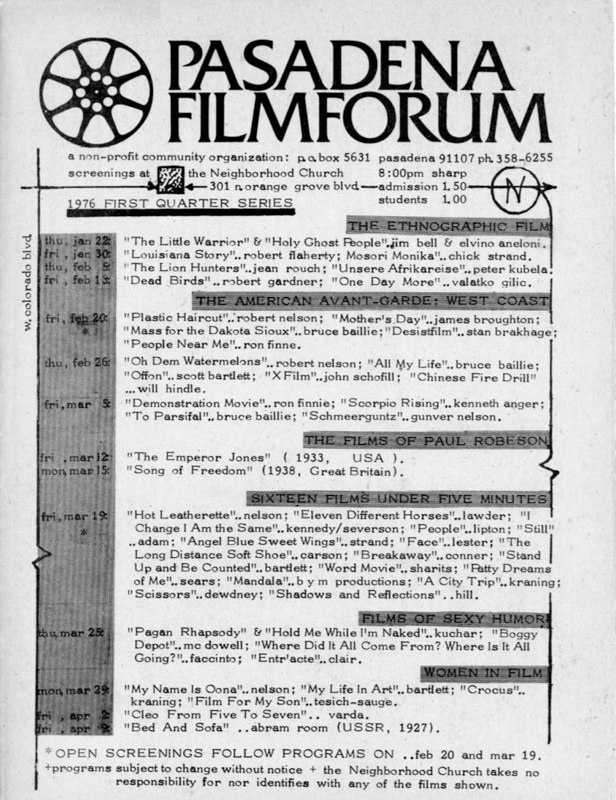 PASADENA
FILMFORUM
a non-profit community organization: p.o.box 5631 pasadena 91107 ph. 358-6255
screenings at the Neighborhood Church 8:00pm sharp
301 n.orange grove blvd admission 1.50
students 1.00
N
1976 FIRST QUARTER SERIES
w.colorado blvd.
THE ETHNOGRAPHIC FILM
thu, jan 22: "The Little Warrior" & "Holy Ghost People"..jim bell & elvino aneloni.
fri, jan 30: "Louisiana Story".. robert flaherty; Mosori Monika"..chick strand.
thu, feb 5: "The Lion Hunters"..jean rouch; "Unsere Afrikareise"..peter kubela.
fri, feb 13: "Dead Birds".. robert gardner; "One Day More" ..valatko gilic.
THE AMERICAN AVANT-GARDE: WEST COAST
fri, feb 20: "Plastic Haircut"..robert nelson; "Mother's Day"..james broughton;
* "Mass for the Dakota Sioux"..bruce baillie; "Desistfilm"..stan brakhage;
"People Near Me".. ron finne.
thu, feb 26: "Oh Dem Watermelons".. robert nelson; "All My Life".. bruce baillie;
"Offon".. scott bartlett; "X Film".. john schofill; "Chinese Fire Drill"
... will hindle.
fri, mar 5: "Demonstration Movie".. ron finnie; "Scorpio Rising".. kenneth anger;
"To Parsifal".. bruce baillie; "Schmeerguntz".. gunver nelson.
THE FILMS OF PAUL ROBESON
fri, mar 12: "The Emperor Jones" ( 1933, USA ).
mon, mar 15: "Song of Freedom" (1938, Great Britain).
SIXTEEN FILMS UNDER FIVE MINUTES
fri, mar 19: "Hot Leatherette".. nelson; "Eleven Different Horses"..lawder; "I
* Change I Am the Same"..kennedy/severson; "People"..lipton; "Still"
..adam; "Angel Blue Sweet Wings"..strand; "Face"..lester; "The
Long Distance Soft Shoe"..carson; "Breakaway"..conner; "Stand
Up and Be Counted"..bartlett; "Word Movie"..sharits; "Fatty Dreams
of Me"..sears; "Mandala".. b y m productions; "A City Trip"..kraning;
"Scissors"..dewdney; "Shadows and Reflections" ..hill.
FILMS OF SEXY HUMOR
thu, mar 25: "Pagan Rhapsody" & "Hold Me While I'm Naked"..kuchar; "Boggy
Depot"..mc dowell; "Where Did It All Come From? Where Is It All
Going?"..faccinto; "Entr'acte"..clair.
WOMEN IN FILM
mon, mar 29: "My Name Is Oona"..nelson; "My Life In Art"..bartlett; "Crocus"..
kraning; "Film For My Son"..tesich-sauge.
fri, apr 2: "Cleo From Five To Seven".. varda.
fri, apr 9: "Bed And Sofa" ..abram room (USSR, 1927).
*OPEN SCREENINGS FOLLOW PROGRAMS ON ..feb 20 and mar 19.
+programs subject to change without notice + the Neighborhood Church takes no
responsibility for nor identifies with any of the films shown.